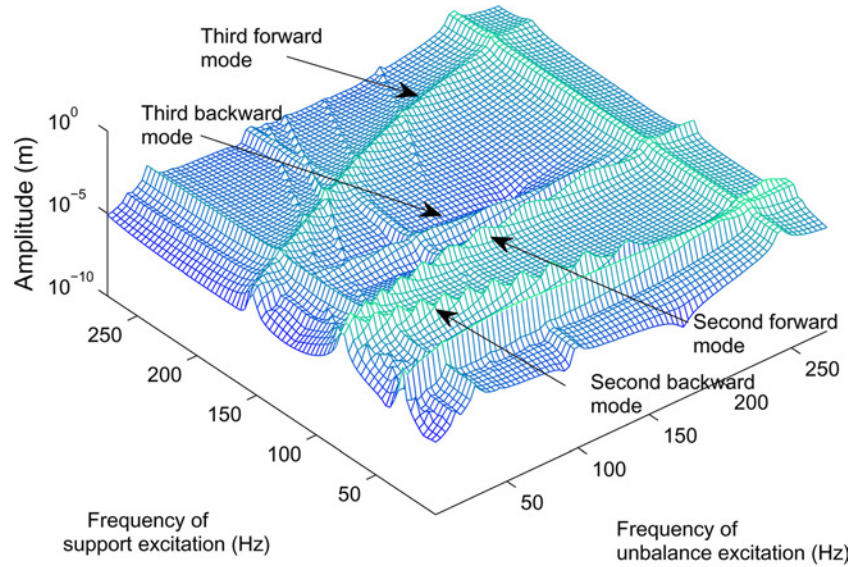 Third forward
mode
Third backward
mode
Amplitude (m)
10^0
10^-5
10^-10
250
200
150
100
50
Frequency of
support excitation (Hz)
50
100
150
200
250
Frequency of
unbalance excitation (Hz)
Second forward
mode
Second backward
mode